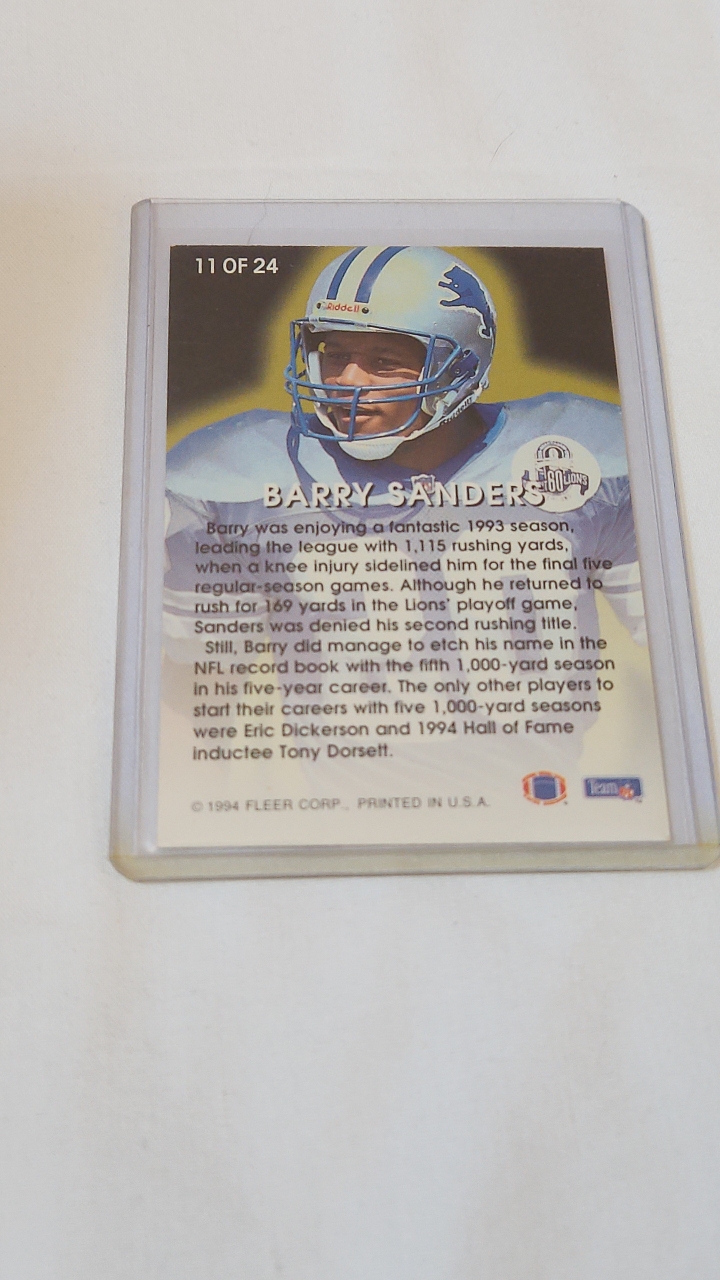 11 OF 24
Riddell
80 LIONS
BARRY SANDERS
Barry was enjoying a fantastic 1993 season,
leading the league with 1,115 rushing yards,
when a knee injury sidelined him for the final five
regular-season games. Although he returned to
rush for 169 yards in the Lions' playoff game,
Sanders was denied his second rushing title.
Still, Barry did manage to etch his name in the
NFL record book with the fifth 1,000-yard season
in his five-year career. The only other players to
start their careers with five 1,000-yard seasons
were Eric Dickerson and 1994 Hall of Fame
inductee Tony Dorsett.
Team NFL
© 1994 FLEER CORP., PRINTED IN U.S.A.